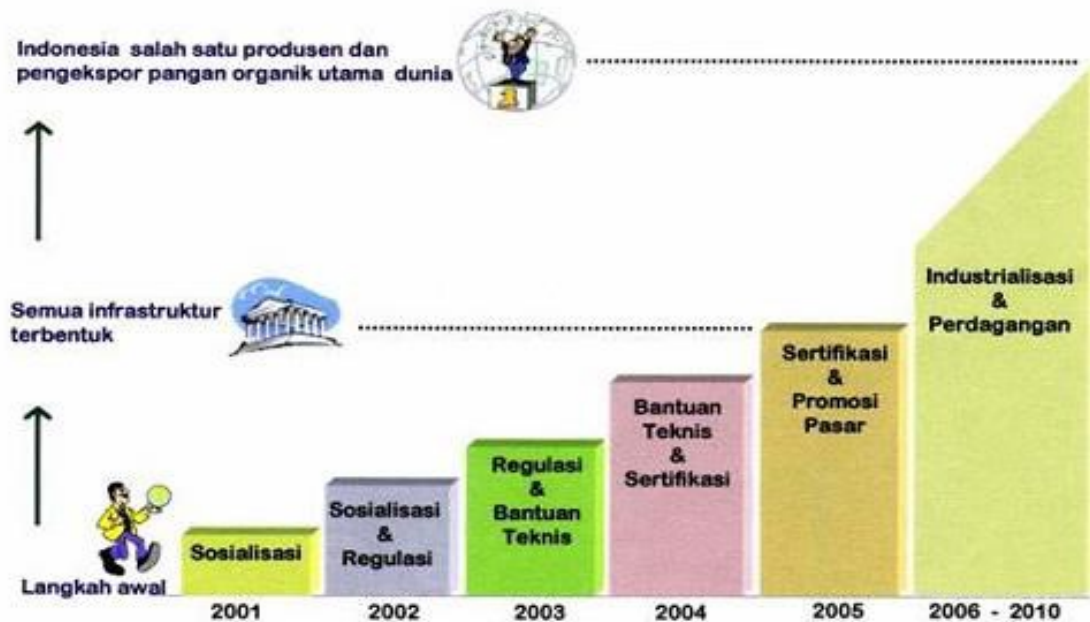 Indonesia salah satu produsen dan
pengekspor pangan organik utama dunia
1
Semua infrastruktur
terbentuk
Langkah awal
Sosialisasi
Sosialisasi
&
Regulasi
Regulasi
&
Bantuan
Teknis
Bantuan
Teknis
&
Sertifikasi
Sertifikasi
&
Promosi
Pasar
Industrialisasi
&
Perdagangan
2001 2002 2003 2004 2005 2006 - 2010